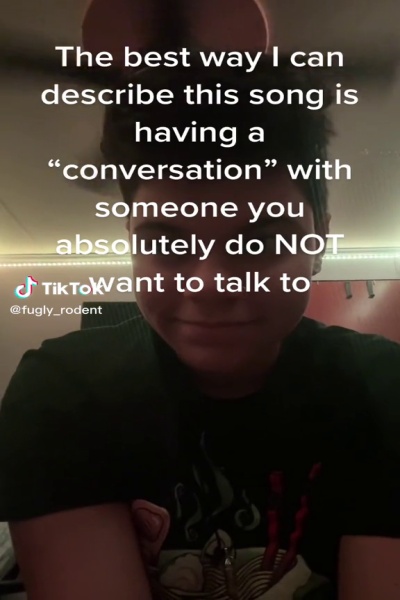 The best way I can
describe this song is
having a
“conversation” with
someone you
absolutely do NOT
want to talk to
TikTok
@fugly_rodent